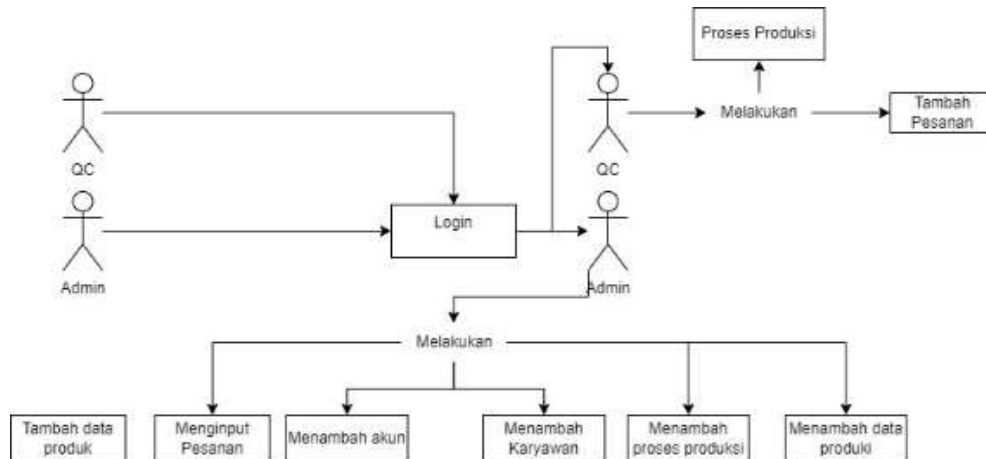 Proses Produksi
Melakukan
Tambah
Pesanan
QC
QC
Login
Admin
Admin
Melakukan
Tambah data
produk
Menginput
Pesanan
Menambah akun
Menambah
Karyawan
Menambah
proses produksi
Menambah data
produki